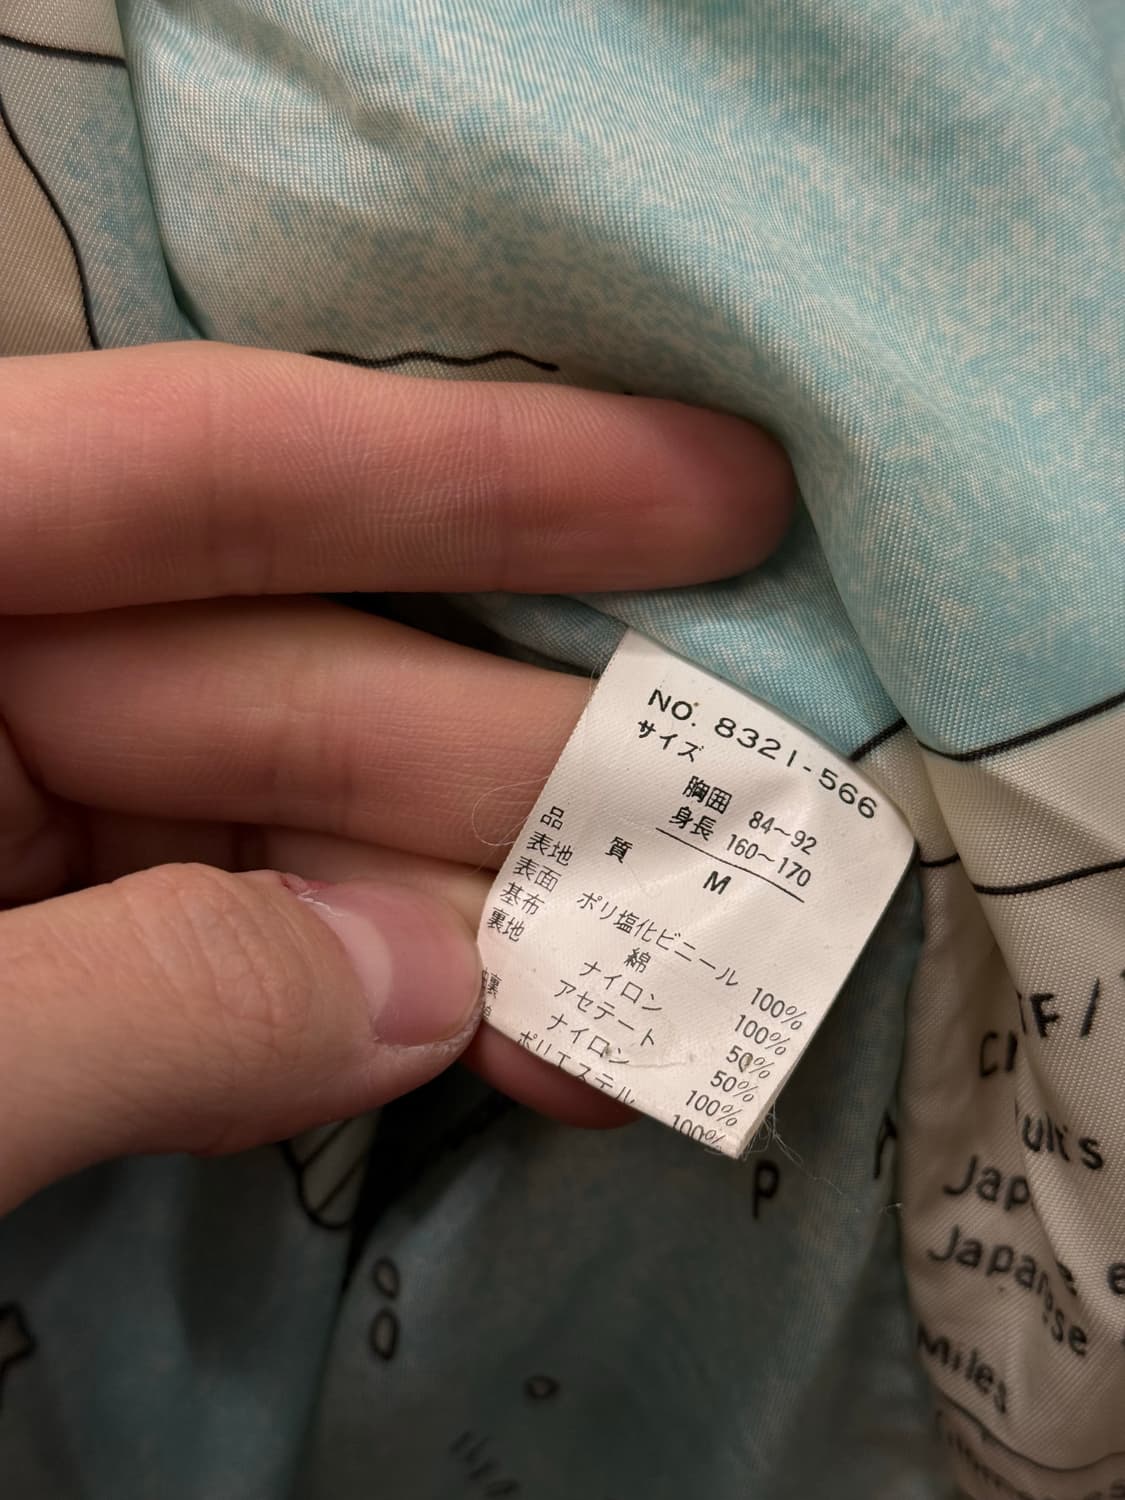 NO. 8321-566
サイズ
胸囲 84～92
身長 160～170
M
品 質
表地 ポリ塩化ビニール 100%
表面 綿 100%
基布 ナイロン 50%
裏地 アセテート 50%
ナイロン 100%
ポリエステル 100%
P
Jap
Japanese
Miles